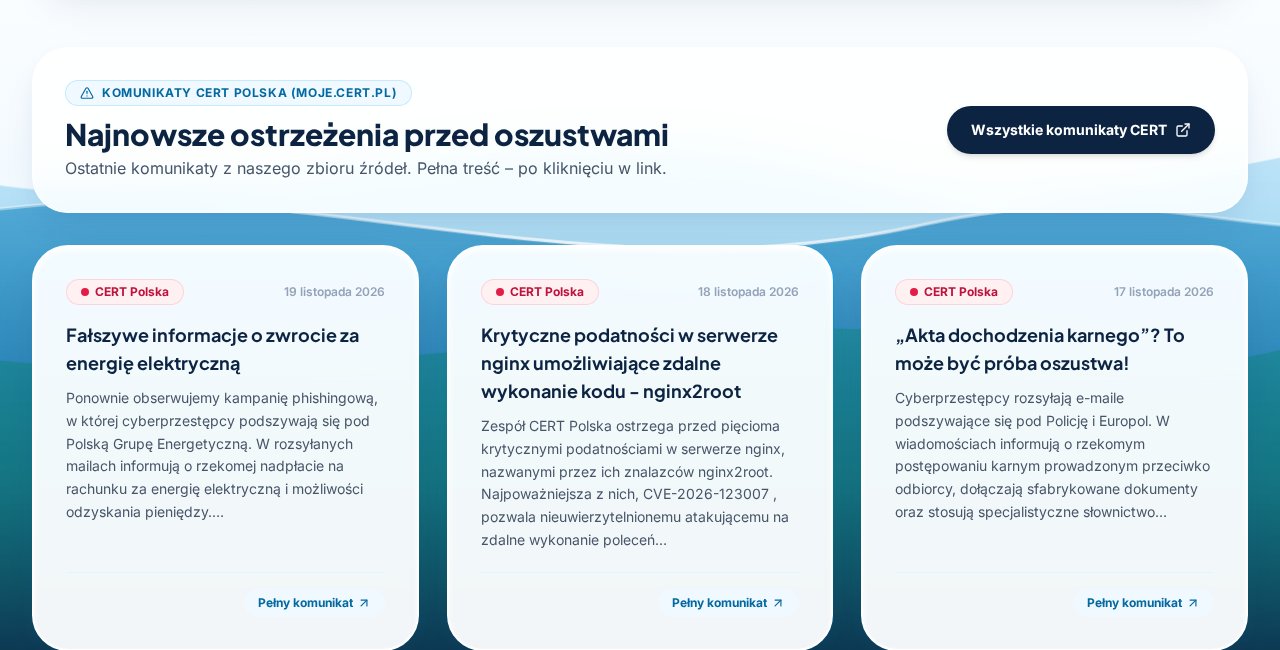 KOMUNIKATY CERT POLSKA (MOJE.CERT.PL)
Najnowsze ostrzeżenia przed oszustwami
Ostatnie komunikaty z naszego zbioru źródeł. Pełna treść – po kliknięciu w link.
Wszystkie komunikaty CERT
CERT Polska
19 listopada 2026
Fałszywe informacje o zwrocie za
energię elektryczną
Ponownie obserwujemy kampanię phishingową,
w której cyberprzestępcy podszywają się pod
Polską Grupę Energetyczną. W rozsyłanych
mailach informują o rzekomej nadpłacie na
rachunku za energię elektryczną i możliwości
odzyskania pieniędzy....
Pełny komunikat
CERT Polska
18 listopada 2026
Krytyczne podatności w serwerze
nginx umożliwiające zdalne
wykonanie kodu - nginx2root
Zespół CERT Polska ostrzega przed pięcioma
krytycznymi podatnościami w serwerze nginx,
nazwanymi przez ich znalazców nginx2root.
Najpoważniejsza z nich, CVE-2026-123007 ,
pozwala nieuwierzytelnionemu atakującemu na
zdalne wykonanie poleceń...
Pełny komunikat
CERT Polska
17 listopada 2026
„Akta dochodzenia karnego”? To
może być próba oszustwa!
Cyberprzestępcy rozsyłają e-maile
podszywające się pod Policję i Europol. W
wiadomościach informują o rzekomym
postępowaniu karnym prowadzonym przeciwko
odbiorcy, dołączają sfabrykowane dokumenty
oraz stosują specjalistyczne słownictwo...
Pełny komunikat